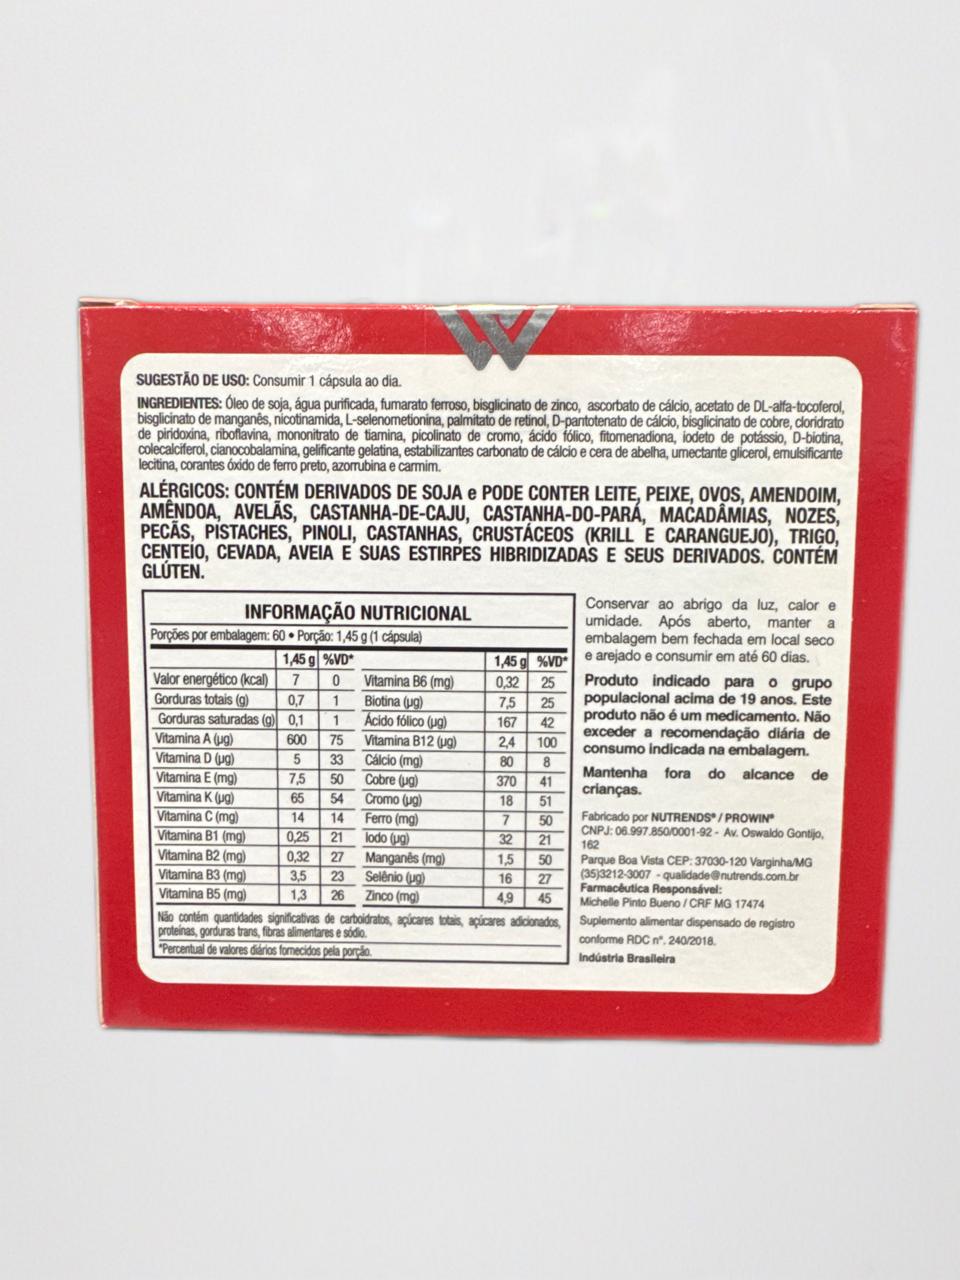 SUGESTÃO DE USO: Consumir 1 cápsula ao dia.
INGREDIENTES: Óleo de soja, água purificada, fumarato ferroso, bisglicinato de zinco, ascorbato de cálcio, acetato de DL-alfa-tocoferol,
bisglicinato de manganês, nicotinamida, L-selenometionina, palmitato de retinol, D-pantotenato de cálcio, bisglicinato de cobre, cloridrato
de piridoxina, riboflavina, mononitrato de tiamina, picolinato de cromo, ácido fólico, fitomenadiona, iodeto de potássio, D-biotina,
colecalciferol, cianocobalamina, gelificante gelatina, estabilizantes carbonato de cálcio e cera de abelha, umectante glicerol, emulsificante
lecitina, corantes óxido de ferro preto, azorrubina e carmim.
ALÉRGICOS: CONTÉM DERIVADOS DE SOJA e PODE CONTER LEITE, PEIXE, OVOS, AMENDOIM,
AMÊNDOA, AVELÃS, CASTANHA-DE-CAJU, CASTANHA-DO-PARÁ, MACADÂMIAS, NOZES,
PECÃS, PISTACHES, PINOLI, CASTANHAS, CRUSTÁCEOS (KRILL E CARANGUEJO), TRIGO,
CENTEIO, CEVADA, AVEIA E SUAS ESTIRPES HIBRIDIZADAS E SEUS DERIVADOS. CONTÉM
GLÚTEN.
INFORMAÇÃO NUTRICIONAL
Porções por embalagem: 60 • Porção: 1,45 g (1 cápsula)
1,45 g %VD* 1,45 g %VD*
Valor energético (kcal) 7 0 Vitamina B6 (mg) 0,32 25
Gorduras totais (g) 0,7 1 Biotina (µg) 7,5 25
Gorduras saturadas (g) 0,1 1 Ácido fólico (µg) 167 42
Vitamina A (µg) 600 75 Vitamina B12 (µg) 2,4 100
Vitamina D (µg) 5 33 Cálcio (mg) 80 8
Vitamina E (mg) 7,5 50 Cobre (µg) 370 41
Vitamina K (µg) 65 54 Cromo (µg) 18 51
Vitamina C (mg) 14 14 Ferro (mg) 7 50
Vitamina B1 (mg) 0,25 21 Iodo (µg) 32 21
Vitamina B2 (mg) 0,32 27 Manganês (mg) 1,5 50
Vitamina B3 (mg) 3,5 23 Selênio (µg) 16 27
Vitamina B5 (mg) 1,3 26 Zinco (mg) 4,9 45
Não contém quantidades significativas de carboidratos, açúcares totais, açúcares adicionados,
proteínas, gorduras trans, fibras alimentares e sódio.
*Percentual de valores diários fornecidos pela porção.
Conservar ao abrigo da luz, calor e
umidade. Após aberto, manter a
embalagem bem fechada em local seco
e arejado e consumir em até 60 dias.
Produto indicado para o grupo
populacional acima de 19 anos. Este
produto não é um medicamento. Não
exceder a recomendação diária de
consumo indicada na embalagem.
Mantenha fora do alcance de
crianças.
Fabricado por NUTRENDS® / PROWIN®
CNPJ: 06.997.850/0001-92 - Av. Oswaldo Gontijo,
162
Parque Boa Vista CEP: 37030-120 Varginha/MG
(35)3212-3007 - qualidade@nutrends.com.br
Farmacêutica Responsável:
Michelle Pinto Bueno / CRF MG 17474
Suplemento alimentar dispensado de registro
conforme RDC nº. 240/2018.
Indústria Brasileira